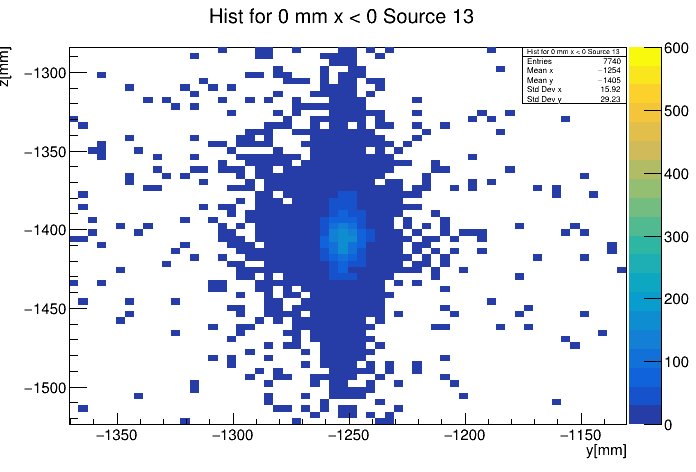 Hist for 0 mm x < 0 Source 13
z[mm]
Hist for 0 mm x < 0 Source 13
Entries 7740
Mean x −1254
Mean y −1405
Std Dev x 15.92
Std Dev y 29.23
−1300
−1350
−1400
−1450
−1500
−1350
−1300
−1250
−1200
−1150
y[mm]
600
500
400
300
200
100
0